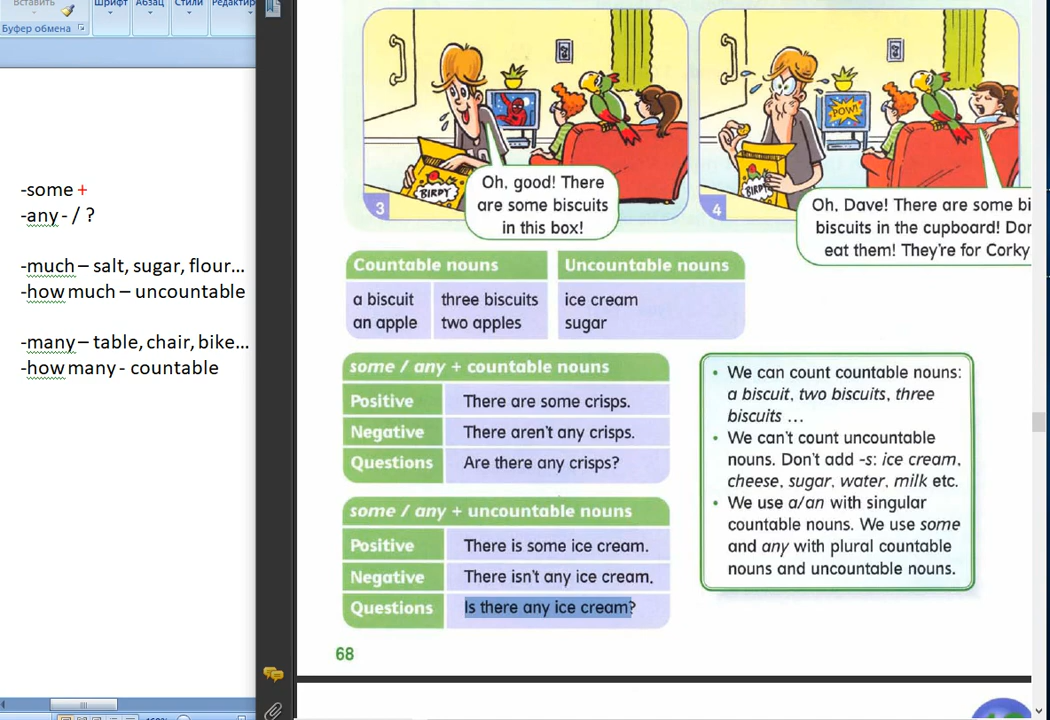 Вставить
Шрифт
Абзац
Стили
Редактир
Буфер обмена
-some +
-any - / ?
-much – salt, sugar, flour...
-how much – uncountable
-many – table, chair, bike...
-how many - countable
BIRDY
Oh, good! There
are some biscuits
in this box!
3
POW!
BIRDY
Oh, Dave! There are some bi
biscuits in the cupboard! Don
eat them! They're for Corky
4
Countable nouns
Uncountable nouns
a biscuit three biscuits ice cream
an apple two apples sugar
some / any + countable nouns
Positive There are some crisps.
Negative There aren't any crisps.
Questions Are there any crisps?
some / any + uncountable nouns
Positive There is some ice cream.
Negative There isn't any ice cream.
Questions Is there any ice cream?
• We can count countable nouns:
a biscuit, two biscuits, three
biscuits ...
• We can't count uncountable
nouns. Don't add -s: ice cream,
cheese, sugar, water, milk etc.
• We use a/an with singular
countable nouns. We use some
and any with plural countable
nouns and uncountable nouns.
68